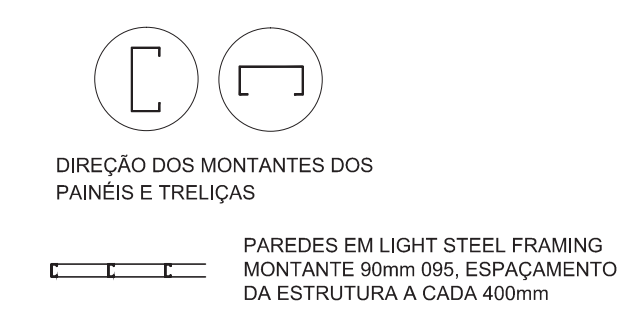 DIREÇÃO DOS MONTANTES DOS
PAINÉIS E TRELIÇAS
PAREDES EM LIGHT STEEL FRAMING
MONTANTE 90mm 095, ESPAÇAMENTO
DA ESTRUTURA A CADA 400mm